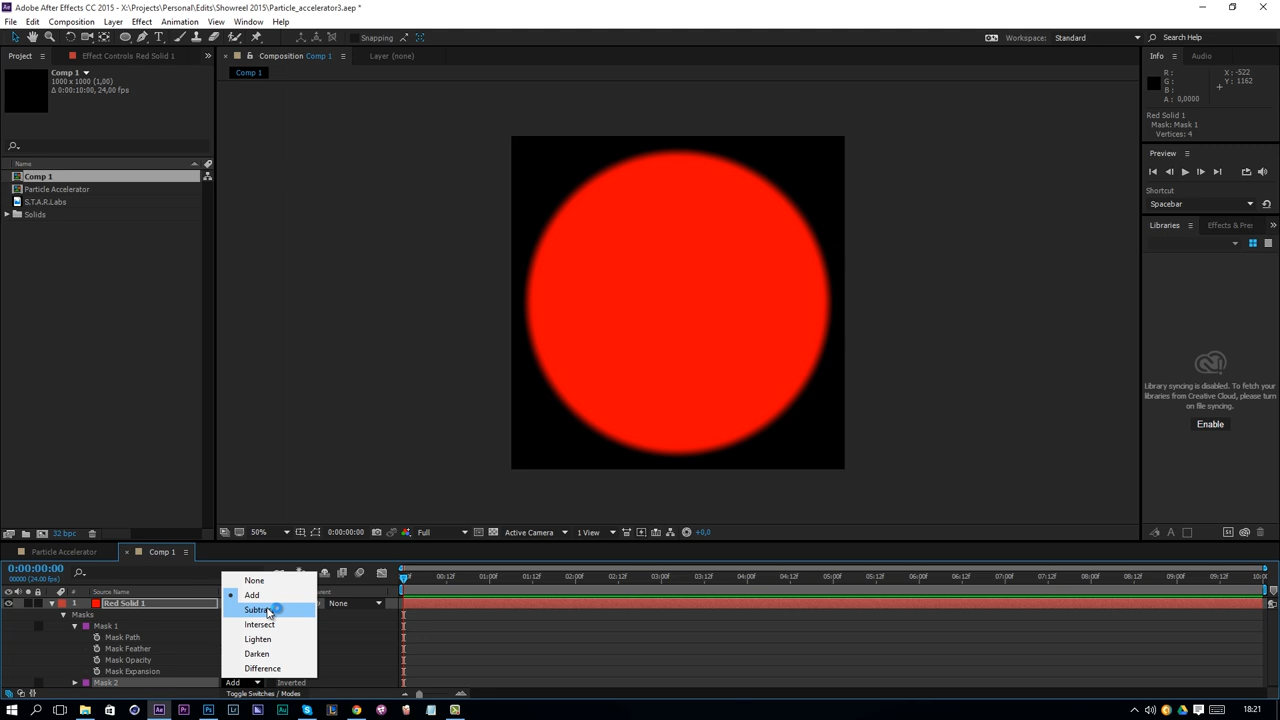 Adobe After Effects CC 2015 - X:\Projects\Personal\Edits\Showreel 2015\Particle_accelerator3.aep *
File Edit Composition Layer Effect Animation View Window Help
Snapping
Workspace: Standard
Search Help
Project
Effect Controls Red Solid 1
Composition Comp 1
Layer (none)
Info
Audio
Comp 1
1000 x 1000 (1,00)
Δ 0:00:10:00, 24,00 fps
Comp 1
R :
G :
B :
A : 0,0000
X : -522
Y : 1162
Red Solid 1
Mask: Mask 1
Vertices: 4
Preview
Shortcut
Spacebar
Libraries
Effects & Pre
Name
Comp 1
Particle Accelerator
S.T.A.R.Labs
Solids
Library syncing is disabled. To fetch your
libraries from Creative Cloud, please turn
on file syncing.
Enable
32 bpc
50%
0:00:00:00
Full
Active Camera
1 View
+0,0
Particle Accelerator
Comp 1
0:00:00:00
00000 (24.00 fps)
00:12f 01:00f 01:12f 02:00f 02:12f 03:00f 03:12f 04:00f 04:12f 05:00f 05:12f 06:00f 06:12f 07:00f 07:12f 08:00f 08:12f 09:00f 09:12f 10:0
# Source Name
1 Red Solid 1
None
Masks
Mask 1
Mask Path
Mask Feather
Mask Opacity
Mask Expansion
Mask 2
Add
Inverted
None
Add
Intersect
Lighten
Darken
Difference
Toggle Switches / Modes
18:21